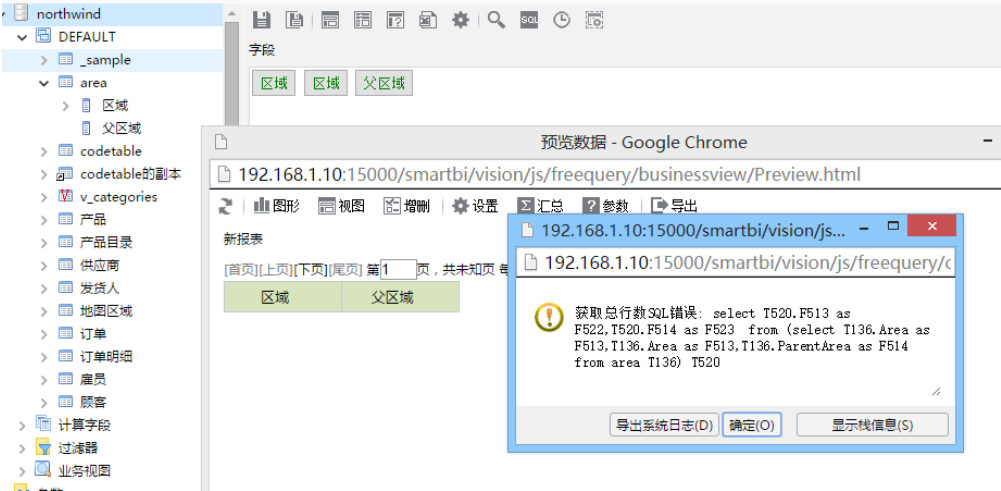 northwind
DEFAULT
_sample
area
区域
父区域
codetable
codetable的副本
v_categories
产品
产品目录
供应商
发货人
地图区域
订单
订单明细
雇员
顾客
计算字段
过滤器
业务视图
SQL
字段
区域 区域 父区域
预览数据 - Google Chrome
192.168.1.10:15000/smartbi/vision/js/freequery/businessview/Preview.html
图形 视图 增删 设置 汇总 参数 导出
新报表
[首页][上页][下页][尾页] 第1 页，共未知页 每
区域 父区域
192.168.1.10:15000/smartbi/vision/js...
192.168.1.10:15000/smartbi/vision/js/freequery/c
获取总行数SQL错误: select T520.F513 as
F522,T520.F514 as F523 from (select T136.Area as
F513,T136.Area as F513,T136.ParentArea as F514
from area T136) T520
导出系统日志(D) 确定(O) 显示栈信息(S)